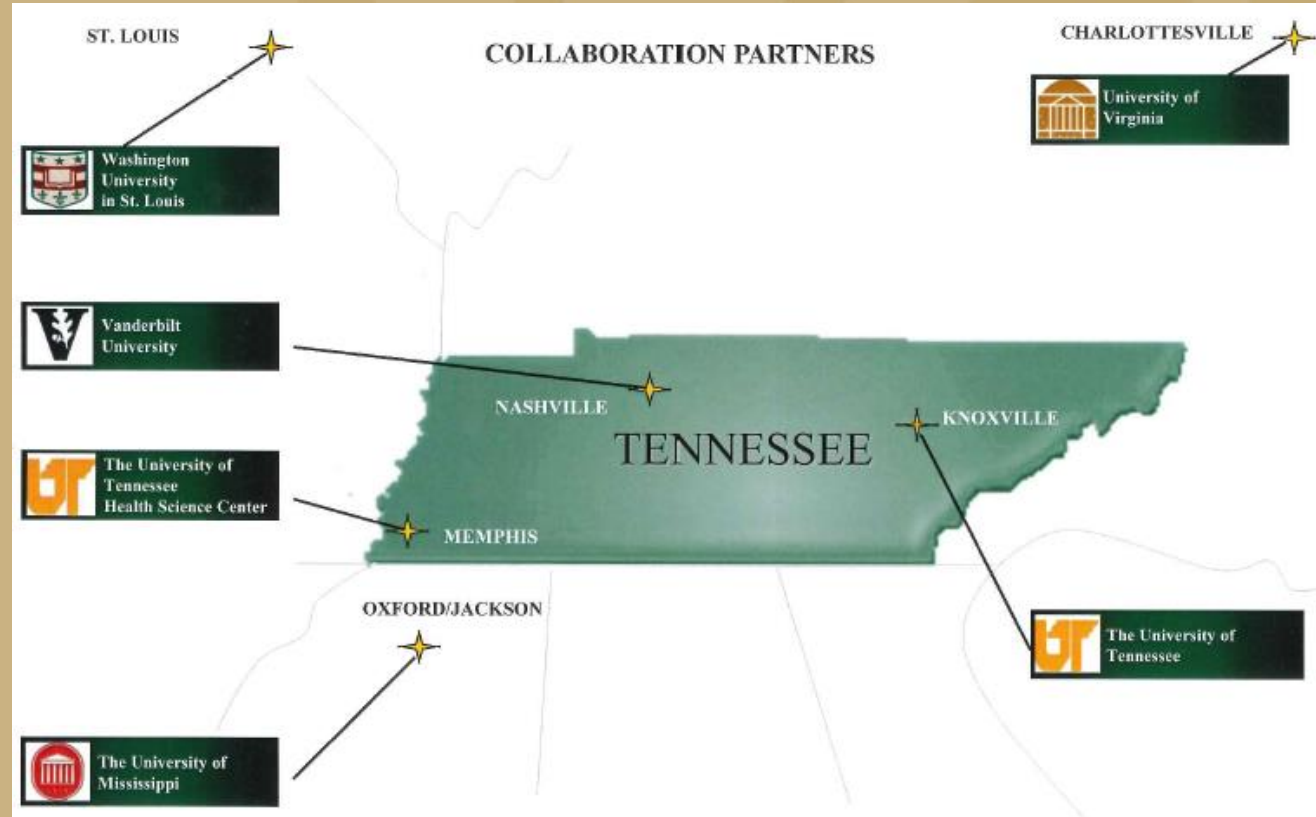 ST. LOUIS
COLLABORATION PARTNERS
CHARLOTTESVILLE
University of
Virginia
Washington
University
in St. Louis
Vanderbilt
University
NASHVILLE
KNOXVILLE
TENNESSEE
The University of
Tennessee
Health Science Center
MEMPHIS
OXFORD/JACKSON
The University of
Tennessee
The University of
Mississippi